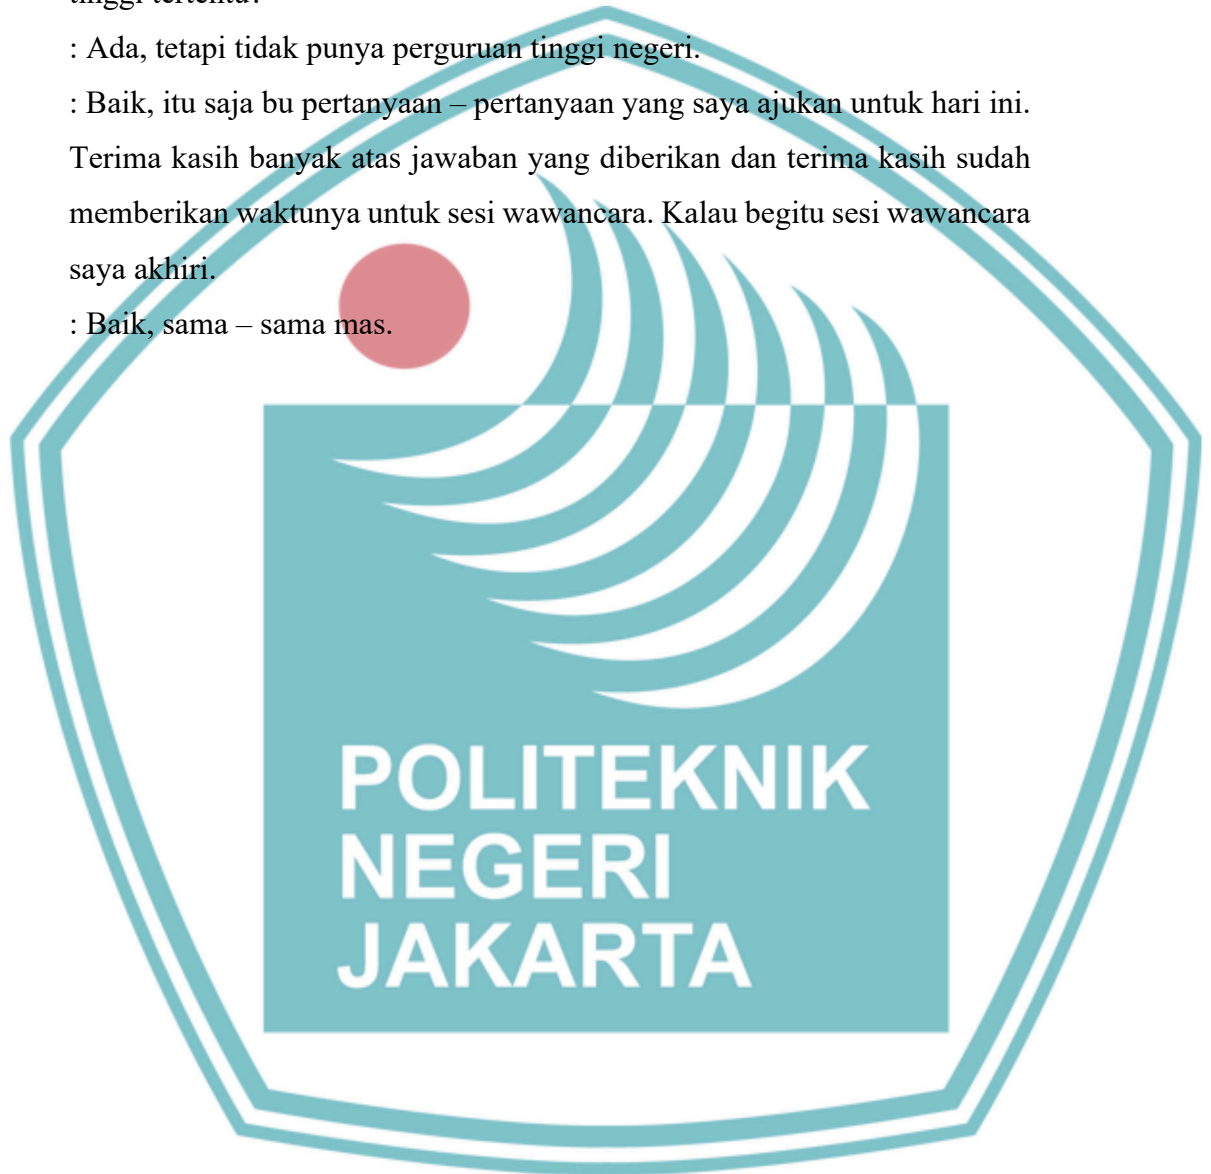 tinggi tertentu?
: Ada, tetapi tidak punya perguruan tinggi negeri.
: Baik, itu saja bu pertanyaan – pertanyaan yang saya ajukan untuk hari ini.
Terima kasih banyak atas jawaban yang diberikan dan terima kasih sudah
memberikan waktunya untuk sesi wawancara. Kalau begitu sesi wawancara
saya akhiri.
: Baik, sama – sama mas.
POLITEKNIK
NEGERI
JAKARTA